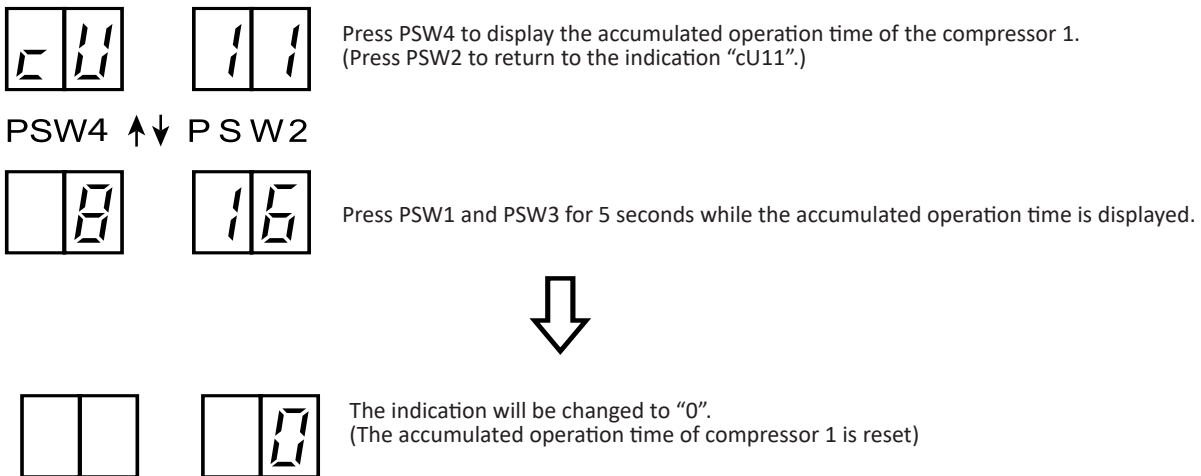 cU 11
Press PSW4 to display the accumulated operation time of the compressor 1.
(Press PSW2 to return to the indication “cU11”.)
PSW4 PSW2
8 16
Press PSW1 and PSW3 for 5 seconds while the accumulated operation time is displayed.
0
The indication will be changed to “0”.
(The accumulated operation time of compressor 1 is reset)